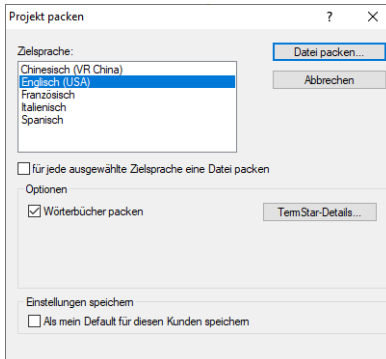 Projekt packen
?
Zielsprache:
Datei packen...
Chinesisch (VR China)
Englisch (USA)
Französisch
Italienisch
Spanisch
Abbrechen
für jede ausgewählte Zielsprache eine Datei packen
Optionen
Wörterbücher packen
TermStar-Details...
Einstellungen speichern
Als mein Default für diesen Kunden speichern